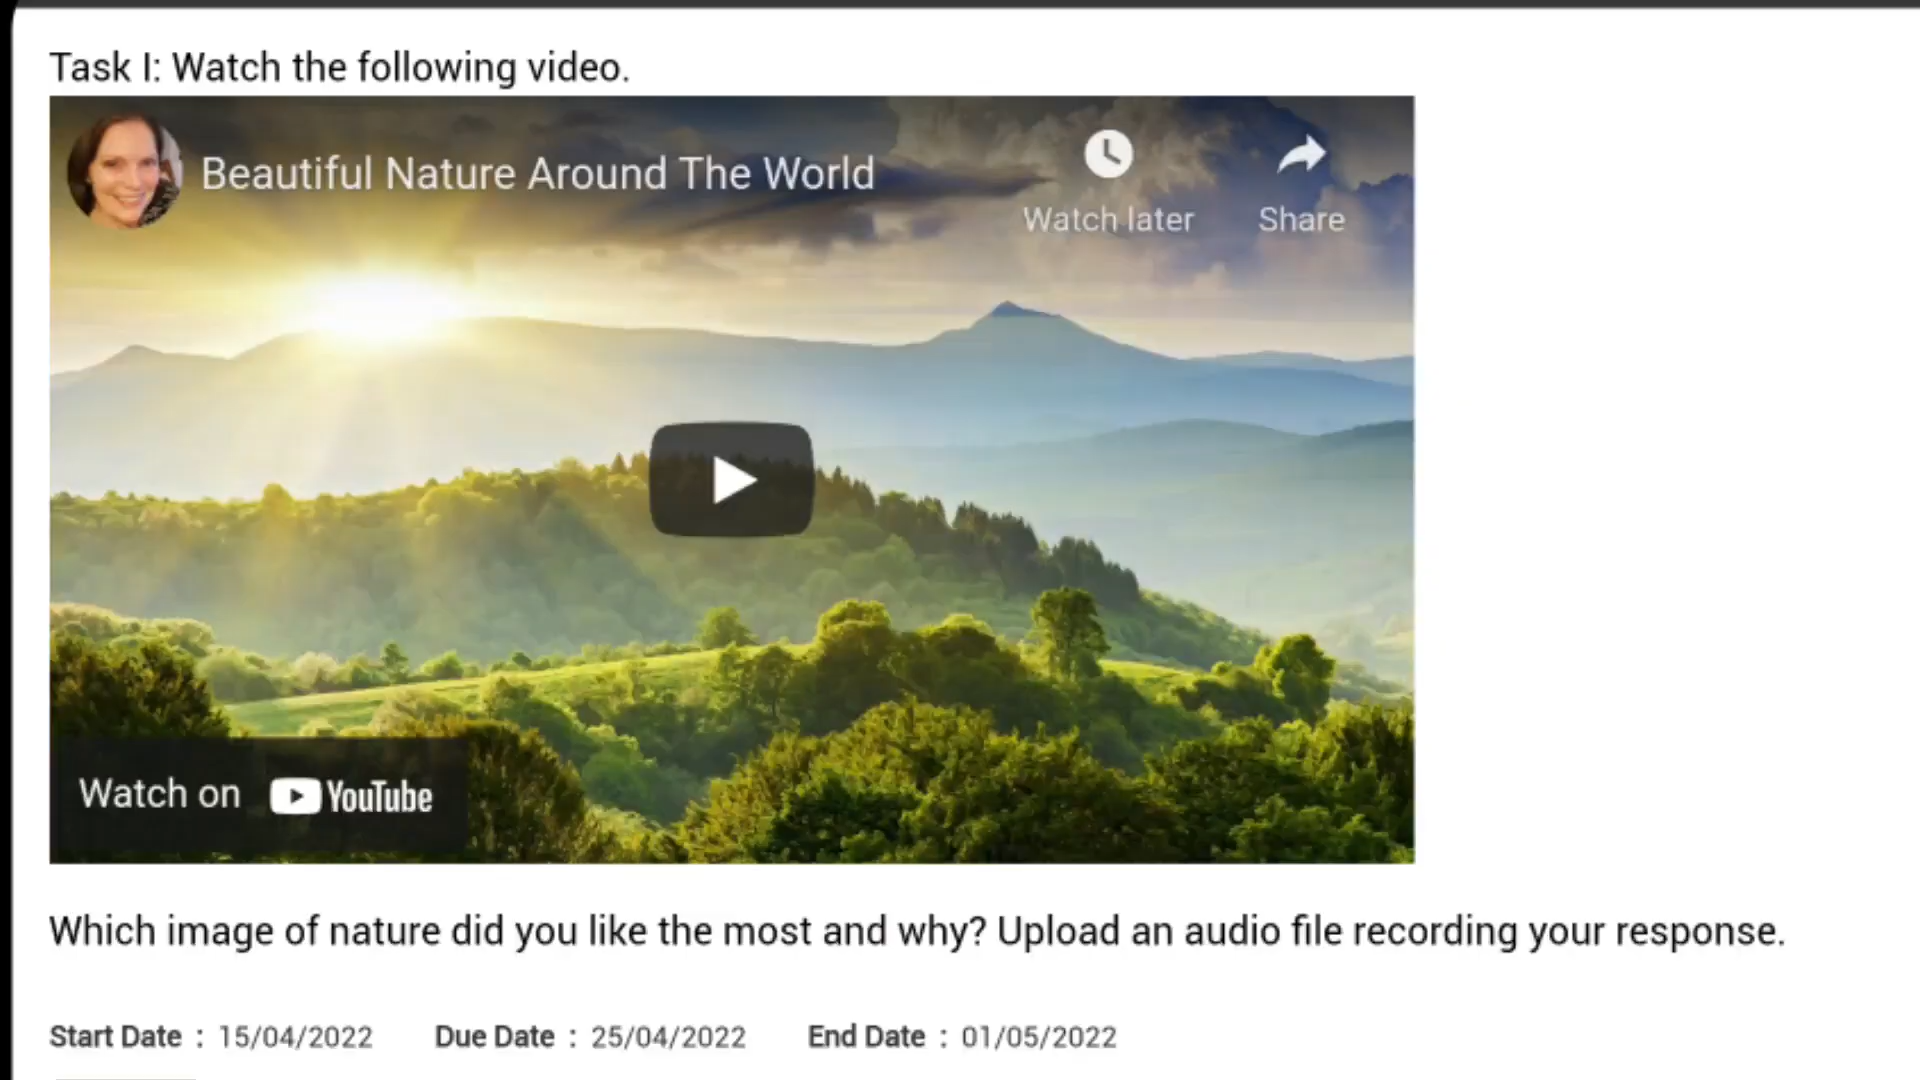 Task I: Watch the following video.
Beautiful Nature Around The World
Watch later
Share
Watch on YouTube
Which image of nature did you like the most and why? Upload an audio file recording your response.
Start Date : 15/04/2022 Due Date : 25/04/2022 End Date : 01/05/2022